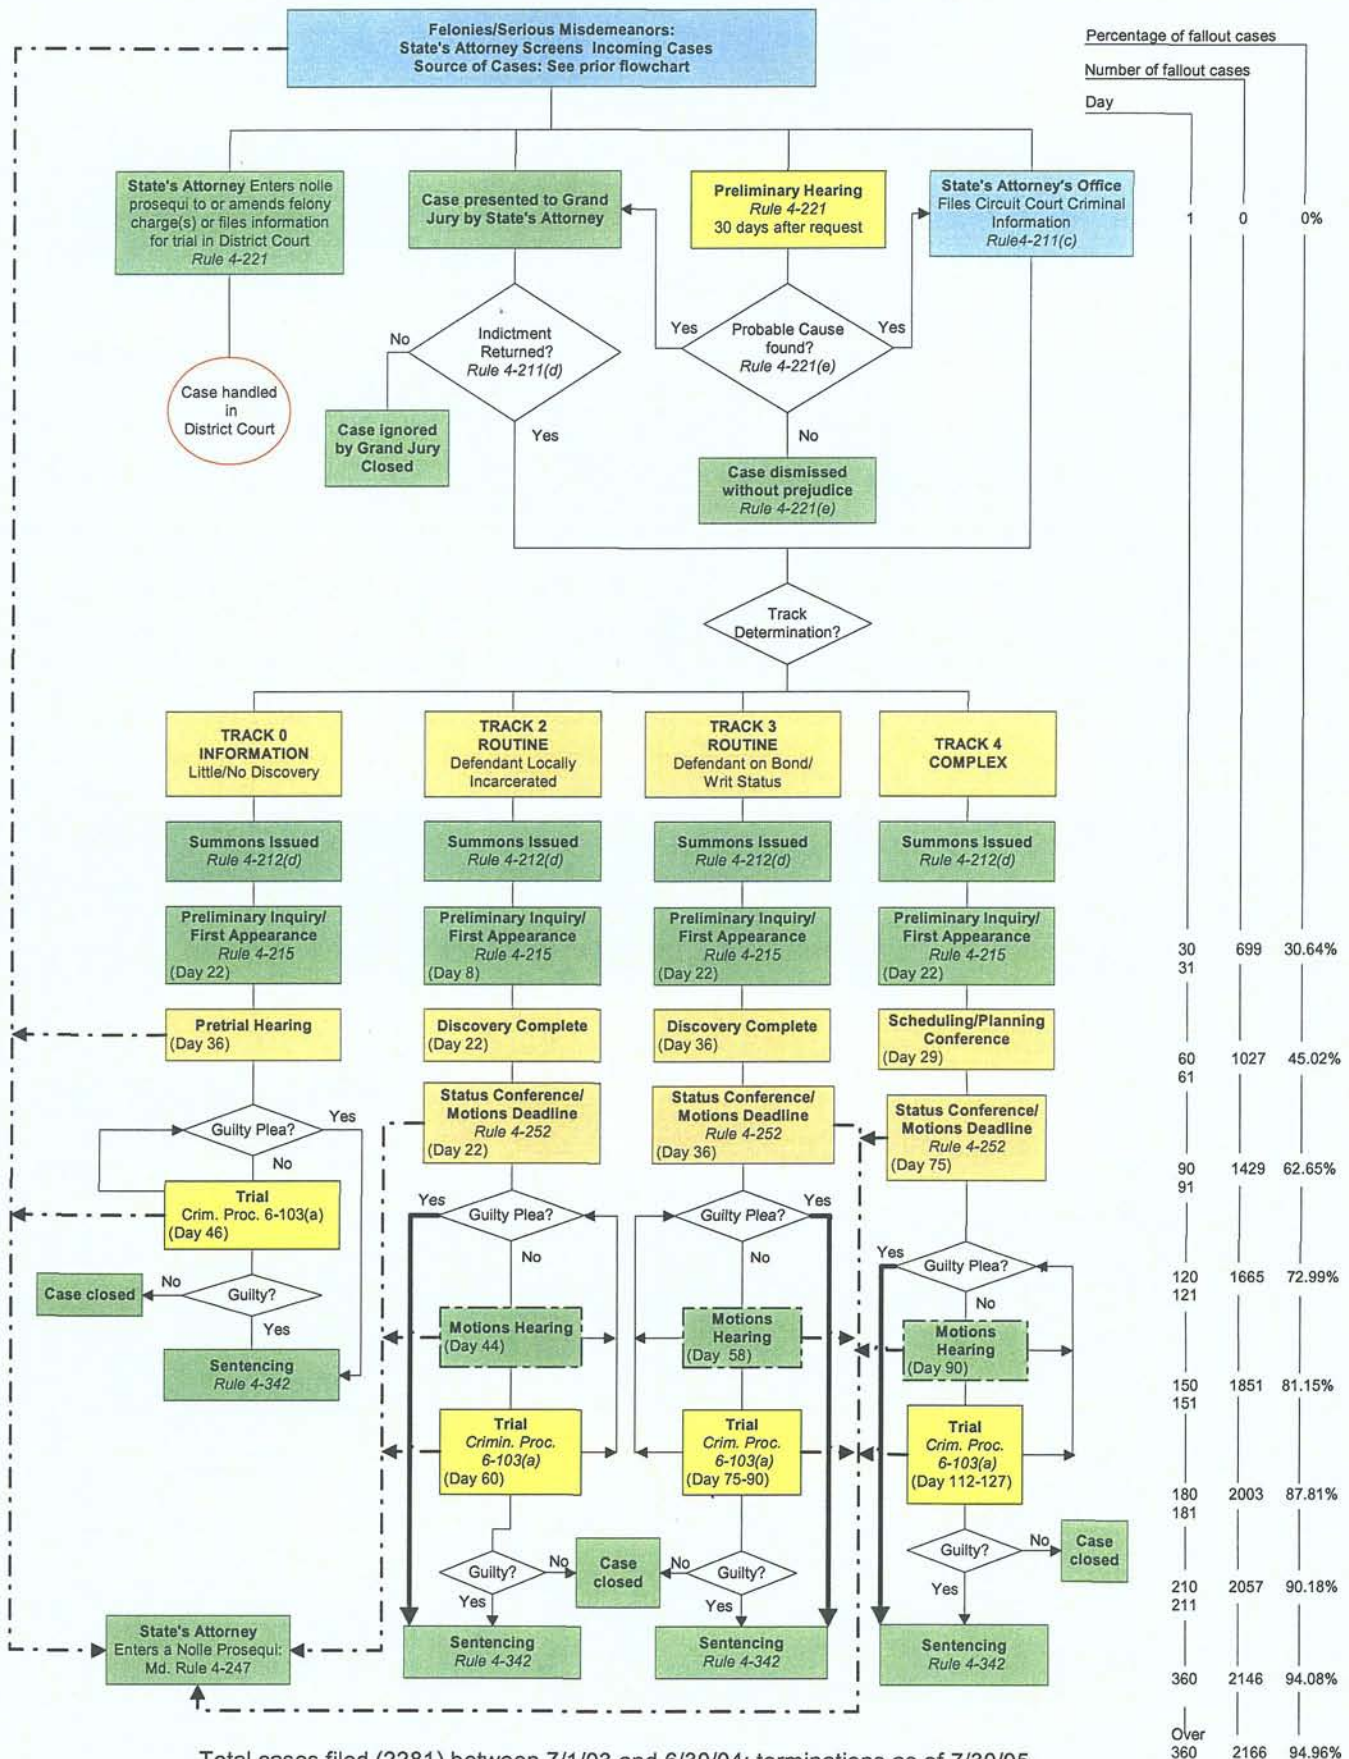 Felonies/Serious Misdemeanors:
State's Attorney Screens Incoming Cases
Source of Cases: See prior flowchart
Percentage of fallout cases
Number of fallout cases
Day
State's Attorney Enters nolle
prosequi to or amends felony
charge(s) or files information
for trial in District Court
Rule 4-221
Case presented to Grand
Jury by State's Attorney
Preliminary Hearing
Rule 4-221
30 days after request
State's Attorney's Office
Files Circuit Court Criminal
Information
Rule4-211(c)
1 0 0%
Case handled
in
District Court
No
Indictment
Returned?
Rule 4-211(d)
Yes
Case ignored
by Grand Jury
Closed
Yes
Probable Cause
found?
Rule 4-221(e)
Yes
No
Case dismissed
without prejudice
Rule 4-221(e)
Track
Determination?
TRACK 0
INFORMATION
Little/No Discovery
TRACK 2
ROUTINE
Defendant Locally
Incarcerated
TRACK 3
ROUTINE
Defendant on Bond/
Writ Status
TRACK 4
COMPLEX
Summons Issued
Rule 4-212(d)
Summons Issued
Rule 4-212(d)
Summons Issued
Rule 4-212(d)
Summons Issued
Rule 4-212(d)
Preliminary Inquiry/
First Appearance
Rule 4-215
(Day 22)
Preliminary Inquiry/
First Appearance
Rule 4-215
(Day 8)
Preliminary Inquiry/
First Appearance
Rule 4-215
(Day 22)
Preliminary Inquiry/
First Appearance
Rule 4-215
(Day 22)
30 699 30.64%
31
Pretrial Hearing
(Day 36)
Discovery Complete
(Day 22)
Discovery Complete
(Day 36)
Scheduling/Planning
Conference
(Day 29)
60 1027 45.02%
61
Guilty Plea?
Yes
No
Status Conference/
Motions Deadline
Rule 4-252
(Day 22)
Status Conference/
Motions Deadline
Rule 4-252
(Day 36)
Status Conference/
Motions Deadline
Rule 4-252
(Day 75)
90 1429 62.65%
91
Trial
Crim. Proc. 6-103(a)
(Day 46)
Yes
Guilty Plea?
No
Guilty Plea?
Yes
No
Yes
Guilty Plea?
No
120 1665 72.99%
121
Case closed
No
Guilty?
Yes
Sentencing
Rule 4-342
Motions Hearing
(Day 44)
Motions
Hearing
(Day 58)
Motions
Hearing
(Day 90)
150 1851 81.15%
151
Trial
Crimin. Proc.
6-103(a)
(Day 60)
Trial
Crim. Proc.
6-103(a)
(Day 75-90)
Trial
Crim. Proc.
6-103(a)
(Day 112-127)
180 2003 87.81%
181
Guilty?
No
Yes
Case
closed
No
Guilty?
Yes
Guilty?
No
Yes
Case
closed
210 2057 90.18%
211
State's Attorney
Enters a Nolle Prosequi:
Md. Rule 4-247
Sentencing
Rule 4-342
Sentencing
Rule 4-342
Sentencing
Rule 4-342
360 2146 94.08%
Over
360 2166 94.96%
Total cases filed (2281) between 7/1/03 and 6/30/04; terminations as of 7/30/05